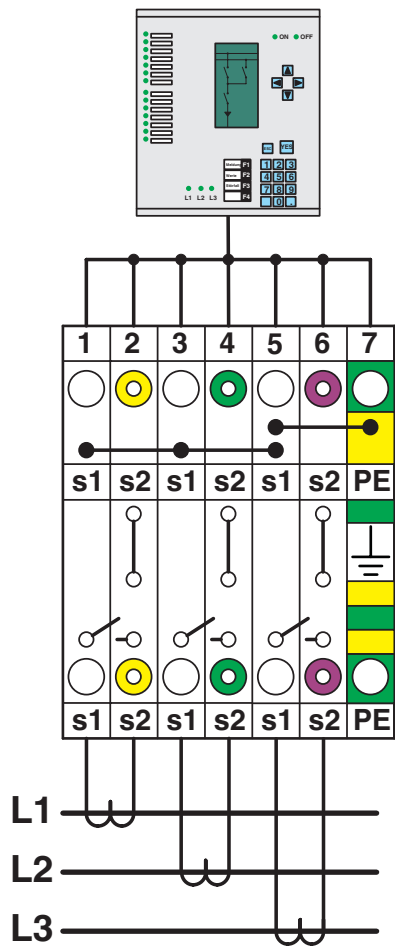 ON OFF
ESC YES
F1 1 2 3
F2 4 5 6
F3 7 8 9
F4 0 .
L1 L2 L3
1 2 3 4 5 6 7
s1 s2 s1 s2 s1 s2 PE
s1 s2 s1 s2 s1 s2 PE
L1
L2
L3